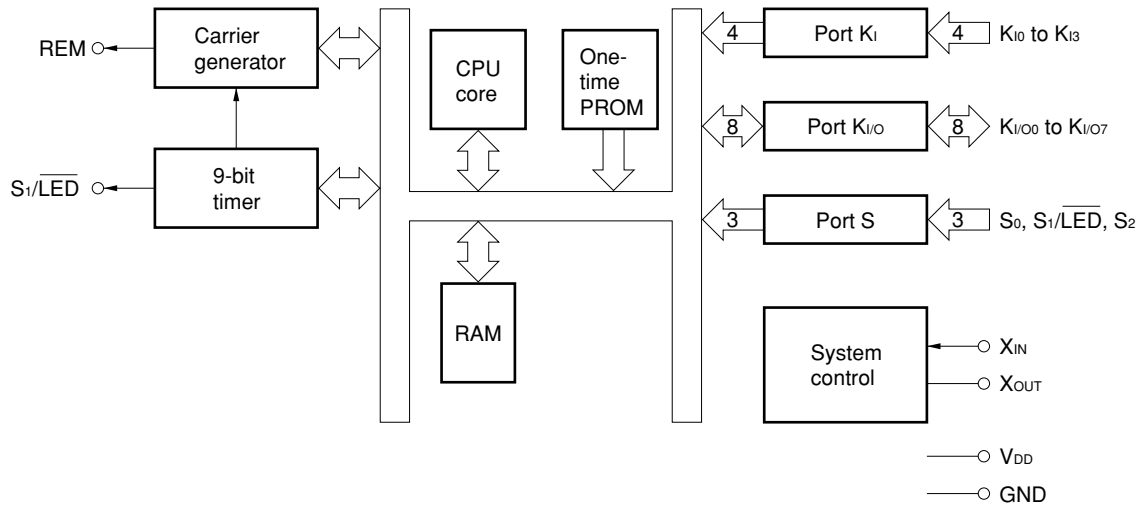 REM
Carrier
generator
S1/L̅E̅D̅
9-bit
timer
CPU
core
One-
time
PROM
RAM
4
Port KI
4
KI0 to KI3
8
Port KI/O
8
KI/O0 to KI/O7
3
Port S
3
S0, S1/L̅E̅D̅, S2
System
control
XIN
XOUT
VDD
GND